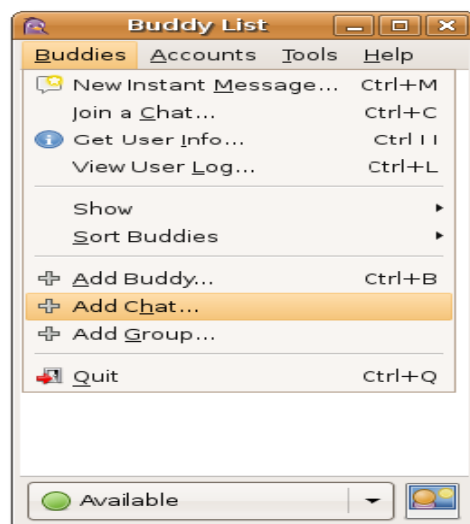 Buddy List
Buddies Accounts Tools Help
New Instant Message... Ctrl+M
Join a Chat... Ctrl+C
Get User Info... Ctrl I I
View User Log... Ctrl+L
Show
Sort Buddies
Add Buddy... Ctrl+B
Add Chat...
Add Group...
Quit Ctrl+Q
Available